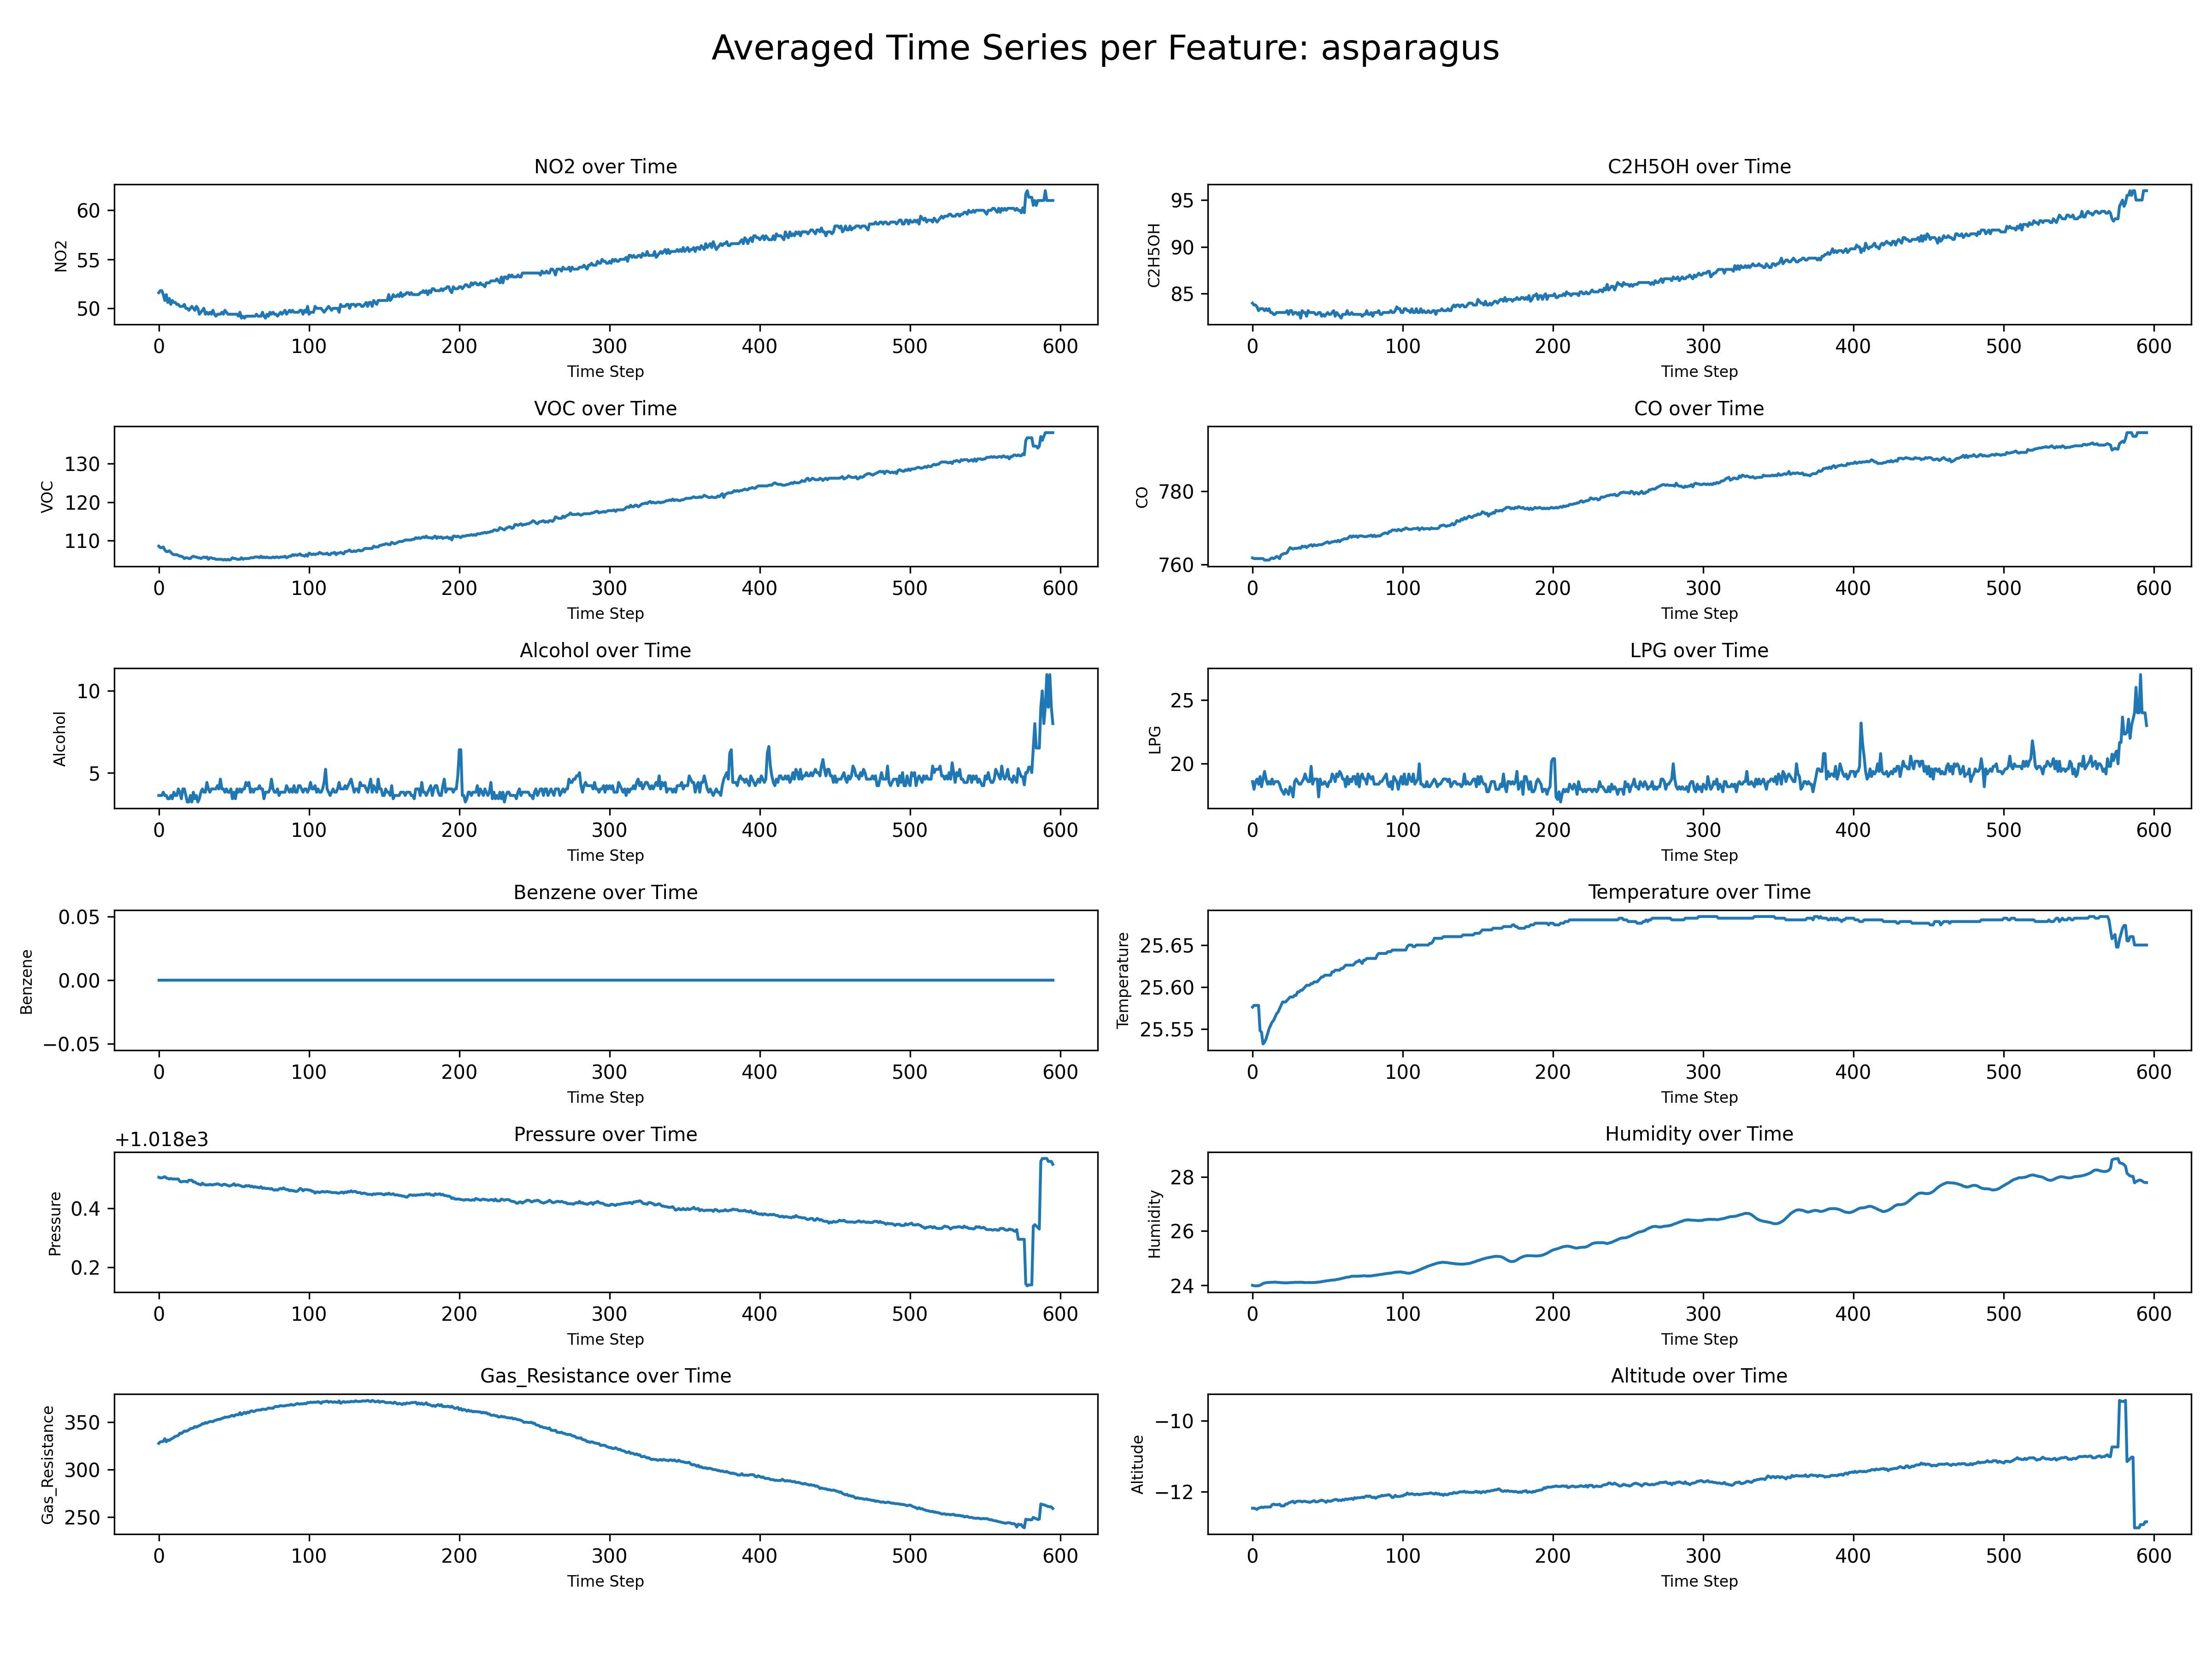 Averaged Time Series per Feature: asparagus
NO2 over Time
NO2
60
55
50
0 100 200 300 400 500 600
Time Step
C2H5OH over Time
C2H5OH
95
90
85
0 100 200 300 400 500 600
Time Step
VOC over Time
VOC
130
120
110
0 100 200 300 400 500 600
Time Step
CO over Time
CO
780
760
0 100 200 300 400 500 600
Time Step
Alcohol over Time
Alcohol
10
5
0 100 200 300 400 500 600
Time Step
LPG over Time
LPG
25
20
0 100 200 300 400 500 600
Time Step
Benzene over Time
Benzene
0.05
0.00
−0.05
0 100 200 300 400 500 600
Time Step
Temperature over Time
Temperature
25.65
25.60
25.55
0 100 200 300 400 500 600
Time Step
+1.018e3
Pressure over Time
Pressure
0.4
0.2
0 100 200 300 400 500 600
Time Step
Humidity over Time
Humidity
28
26
24
0 100 200 300 400 500 600
Time Step
Gas_Resistance over Time
Gas_Resistance
350
300
250
0 100 200 300 400 500 600
Time Step
Altitude over Time
Altitude
−10
−12
0 100 200 300 400 500 600
Time Step